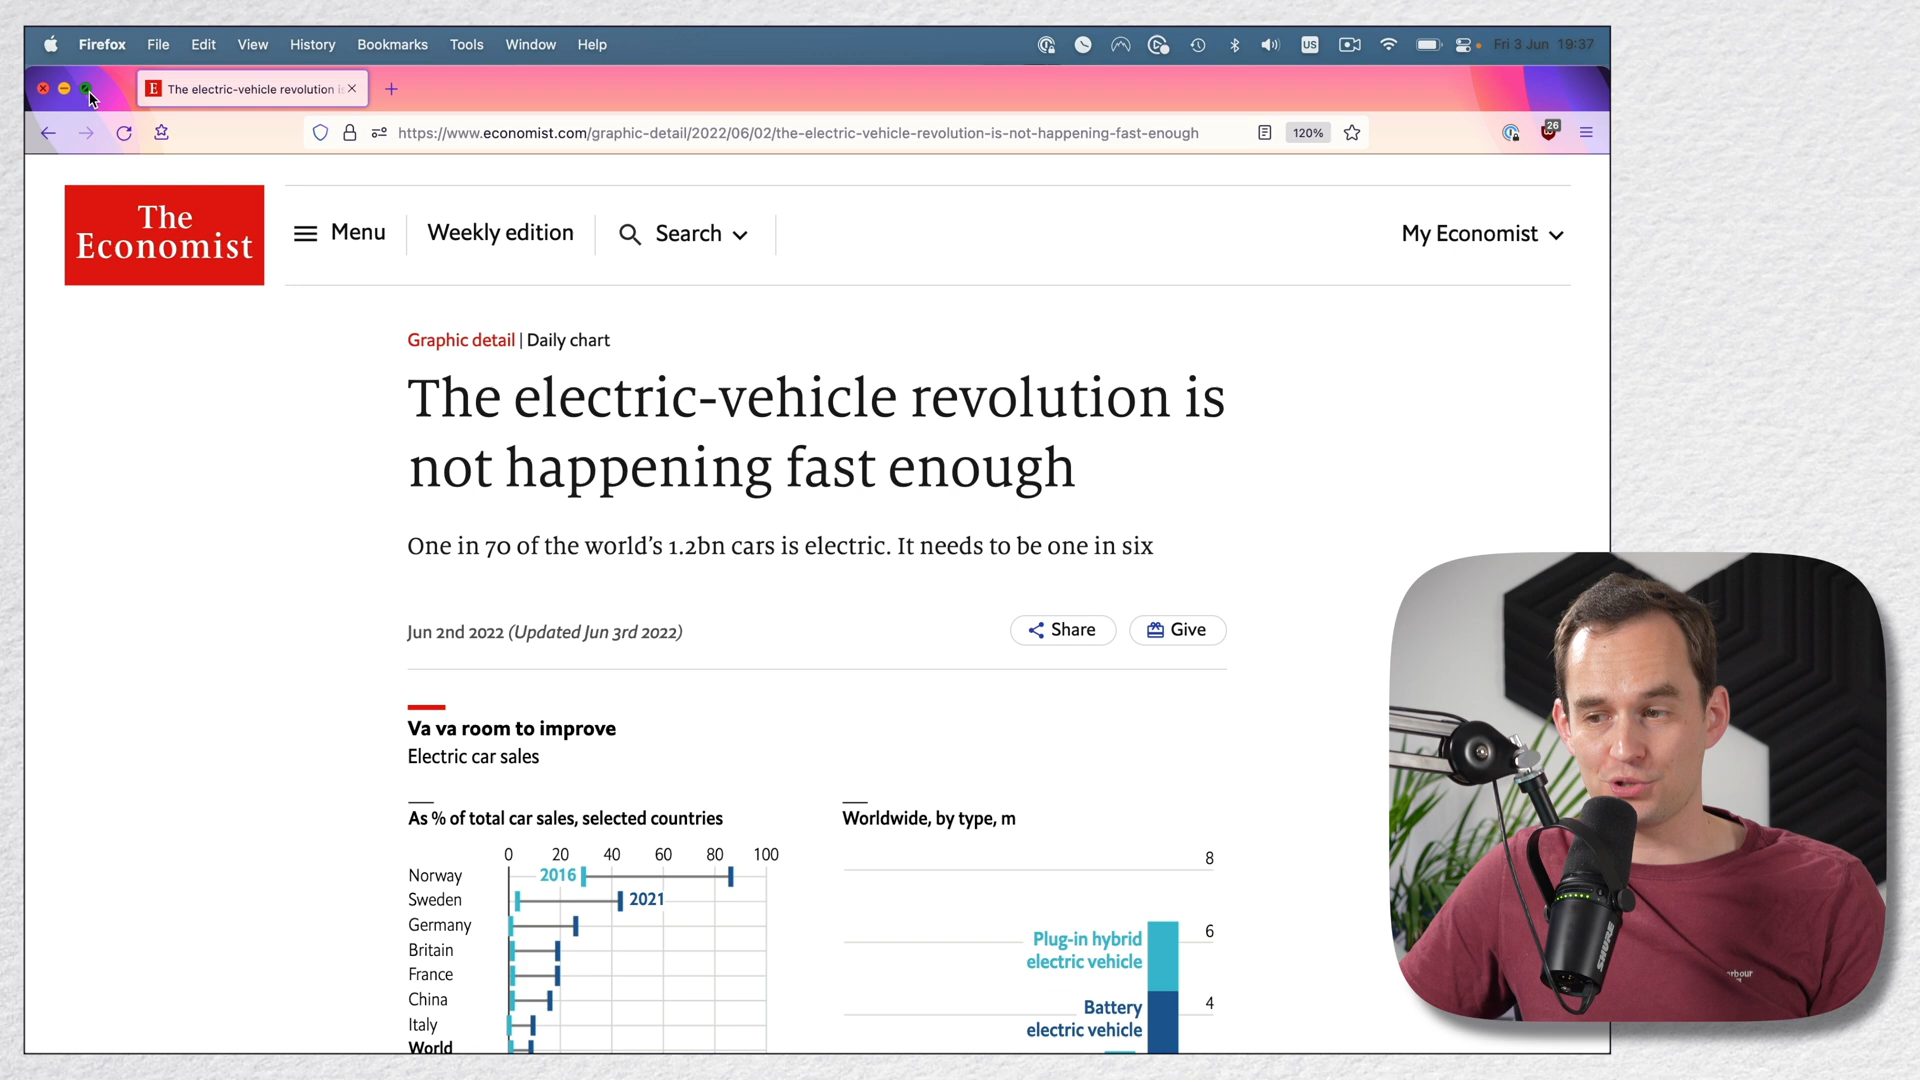 Firefox File Edit View History Bookmarks Tools Window Help
US
Fri 3 Jun 19:37
E The electric-vehicle revolution is
https://www.economist.com/graphic-detail/2022/06/02/the-electric-vehicle-revolution-is-not-happening-fast-enough
120%
26
The
Economist
Menu
Weekly edition
Search
My Economist
Graphic detail | Daily chart
The electric-vehicle revolution is
not happening fast enough
One in 70 of the world's 1.2bn cars is electric. It needs to be one in six
Jun 2nd 2022 (Updated Jun 3rd 2022)
Share
Give
Va va room to improve
Electric car sales
As % of total car sales, selected countries
0 20 40 60 80 100
Norway
2016
Sweden
2021
Germany
Britain
France
China
Italy
World
Worldwide, by type, m
8
Plug-in hybrid
electric vehicle
6
Battery
electric vehicle
4
SHURE